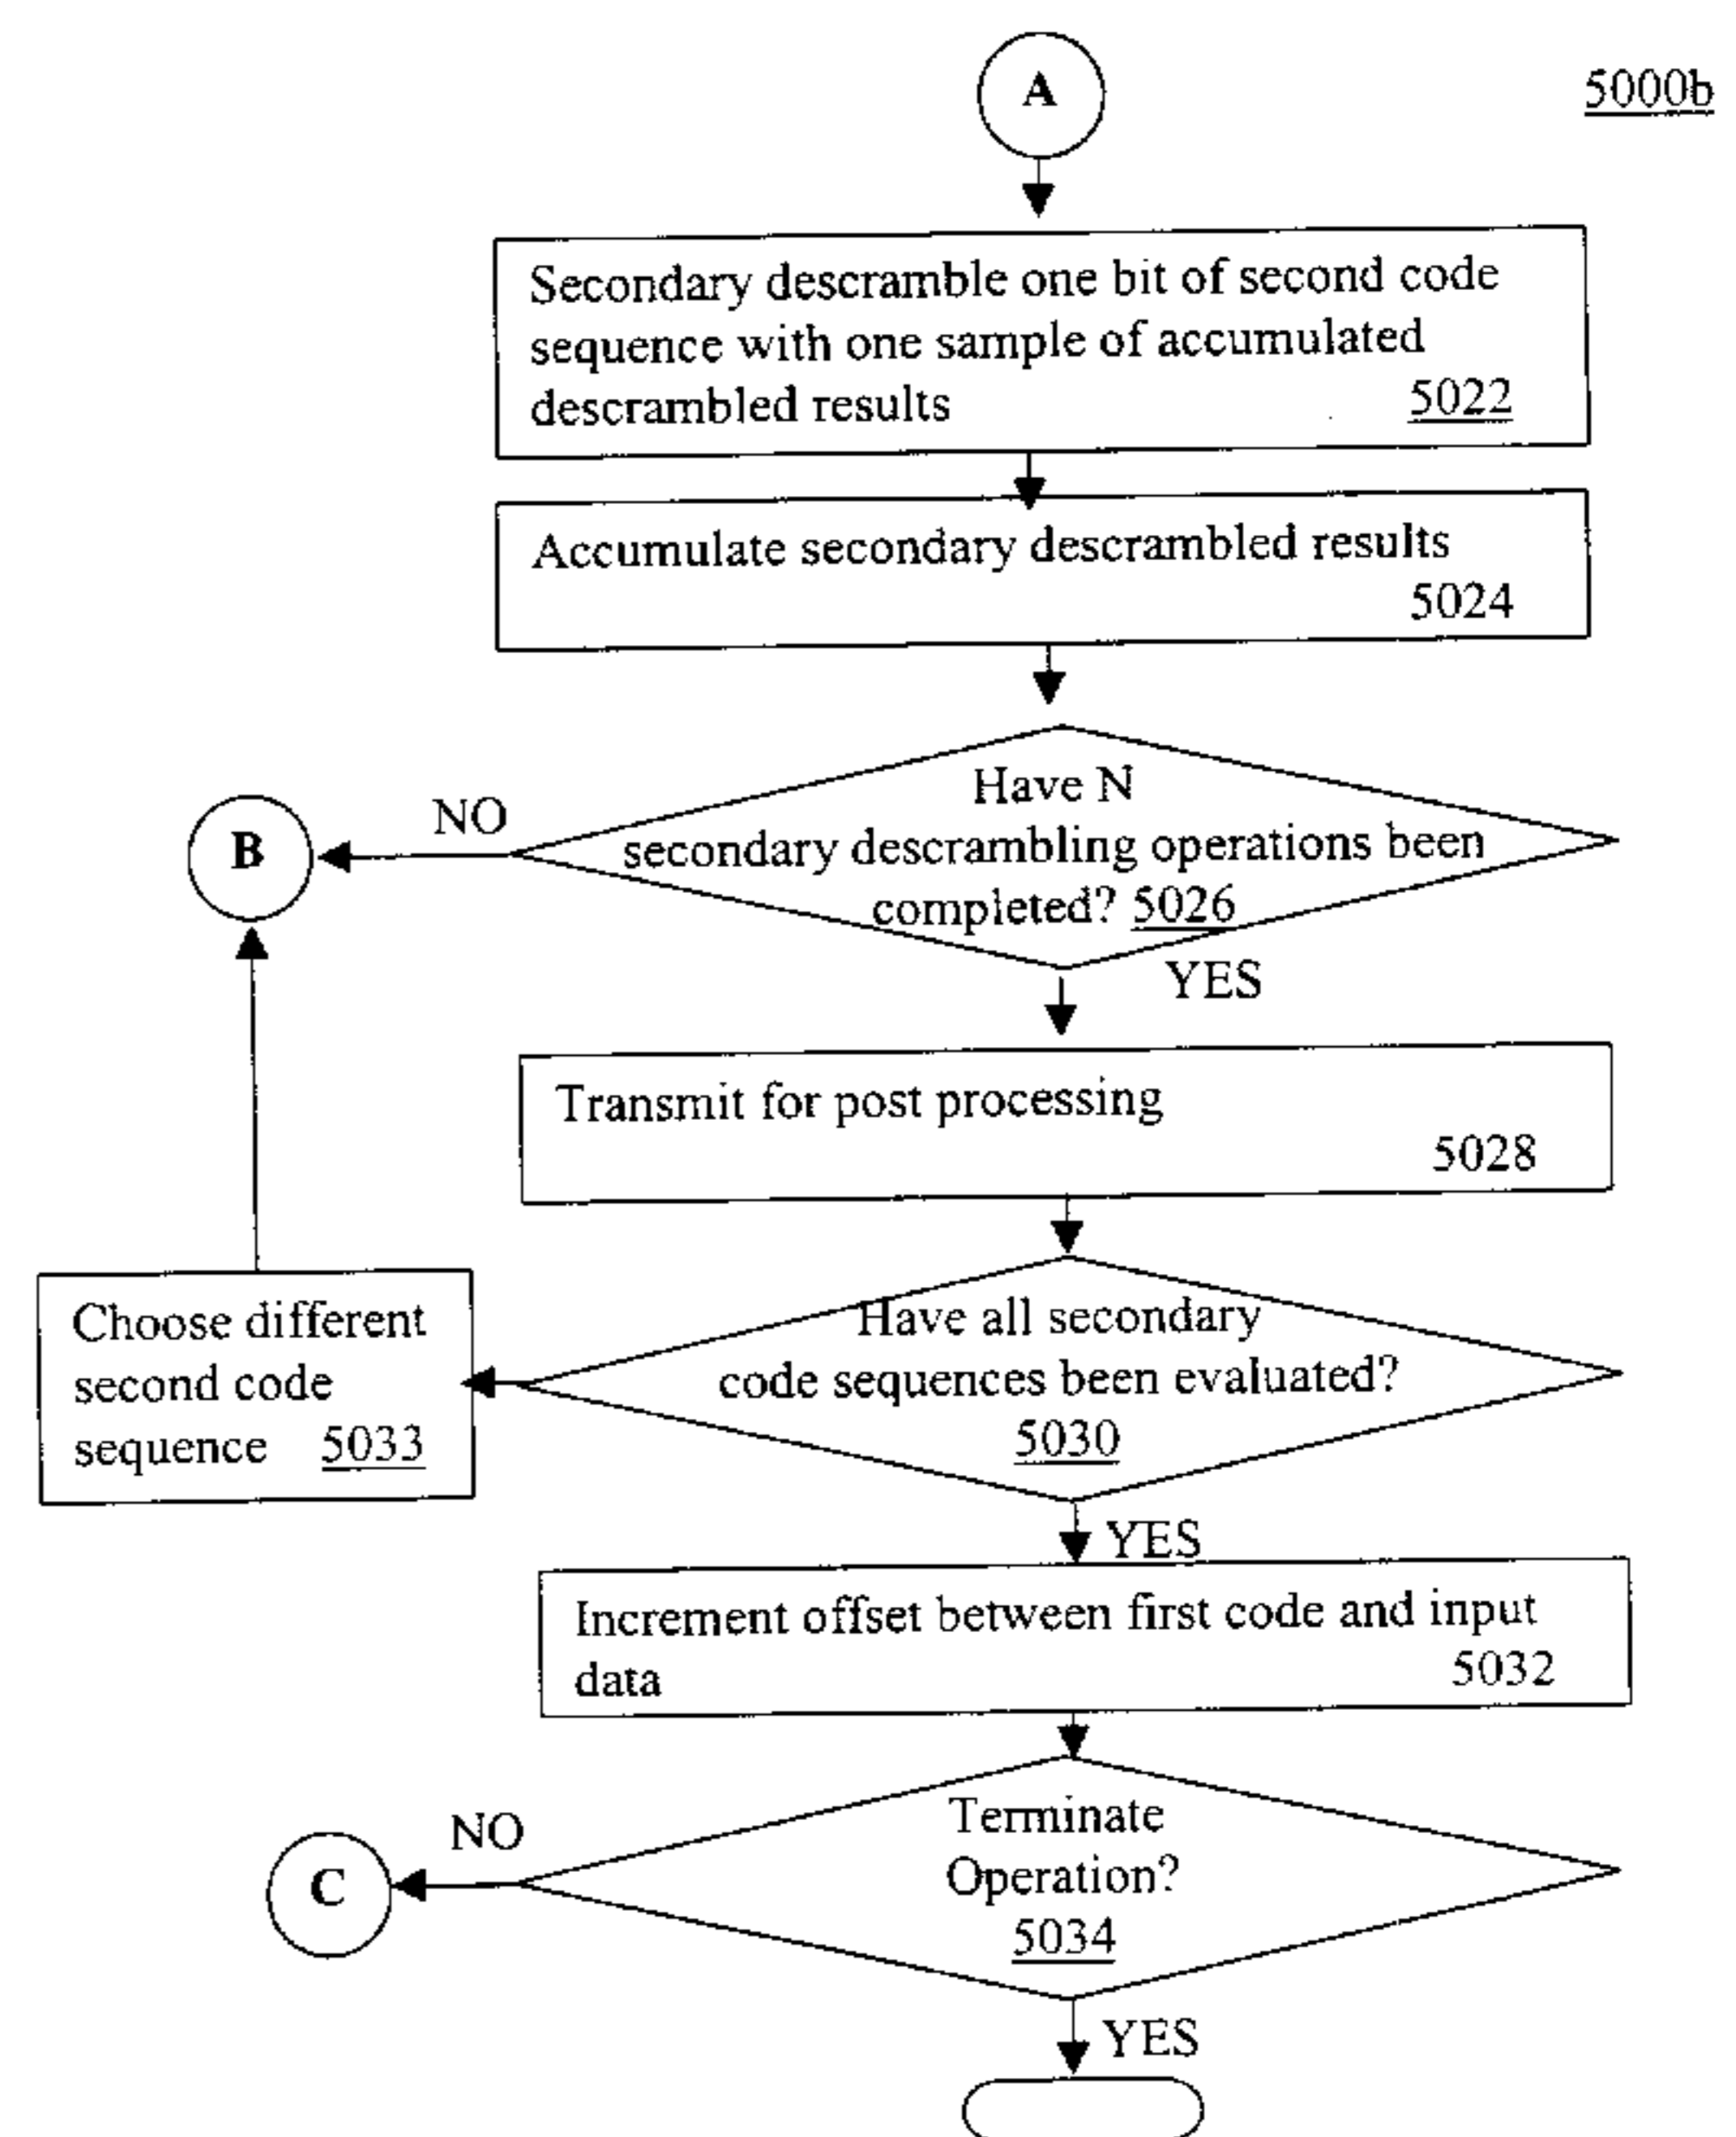 A
5000b
Secondary descramble one bit of second code
sequence with one sample of accumulated
descrambled results 5022
Accumulate secondary descrambled results
5024
Have N
secondary descrambling operations been
completed? 5026
NO
B
YES
Transmit for post processing
5028
Have all secondary
code sequences been evaluated?
5030
Choose different
second code
sequence 5033
YES
Increment offset between first code and input
data 5032
Terminate
Operation?
5034
NO
C
YES